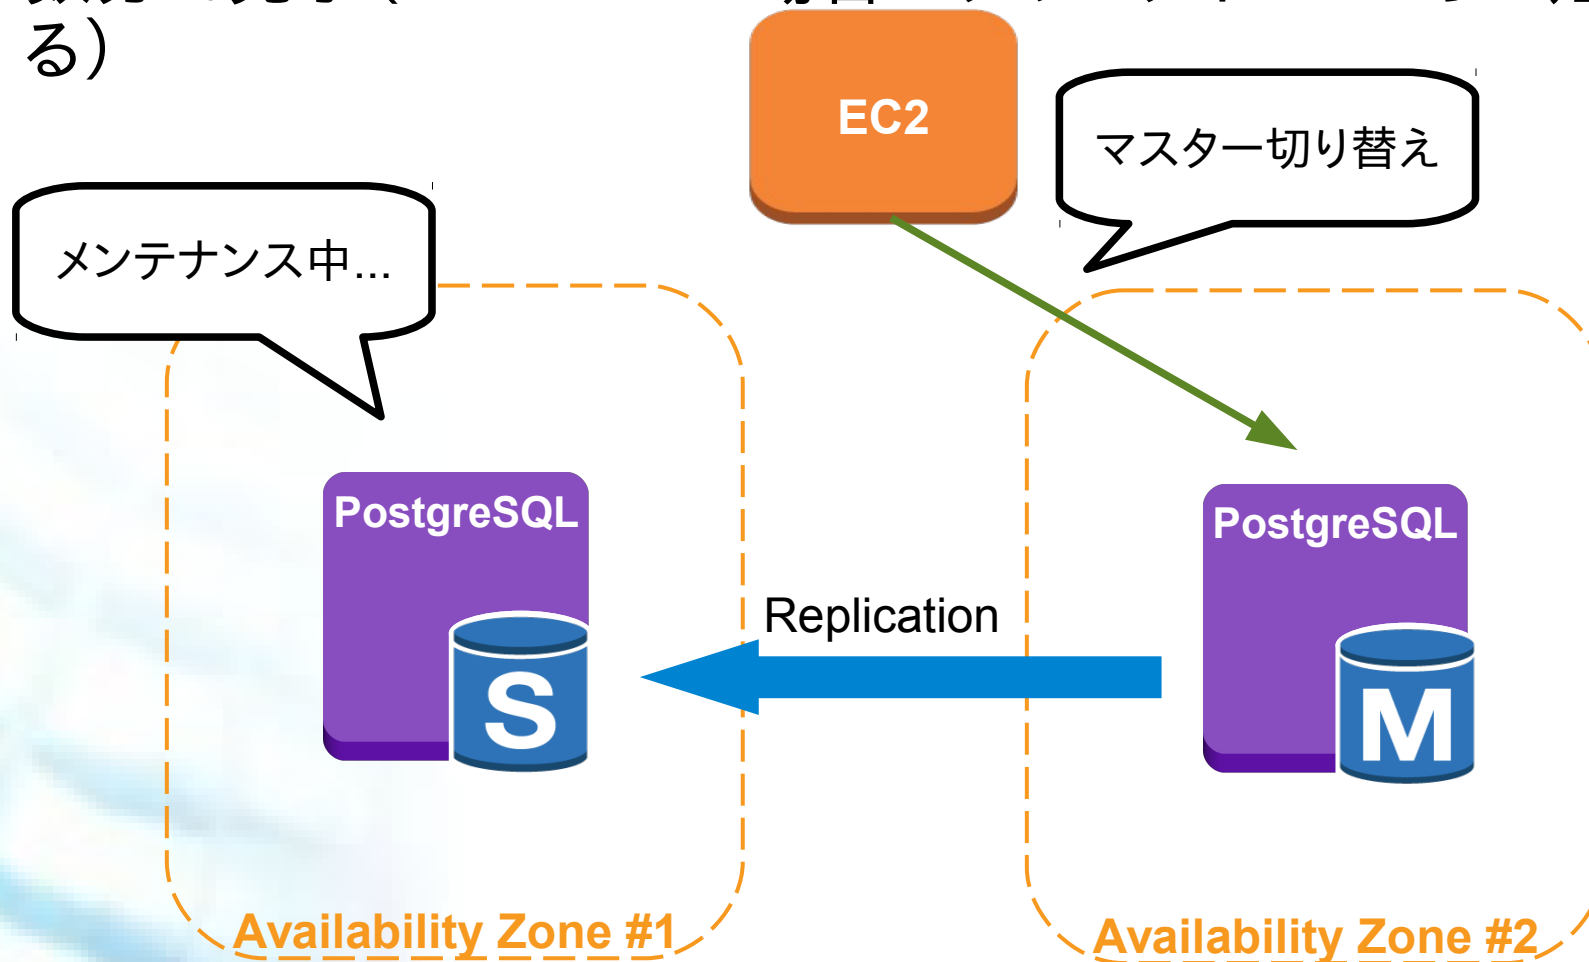 る）
EC2
マスター切り替え
メンテナンス中...
PostgreSQL
PostgreSQL
Replication
S
M
Availability Zone #1
Availability Zone #2